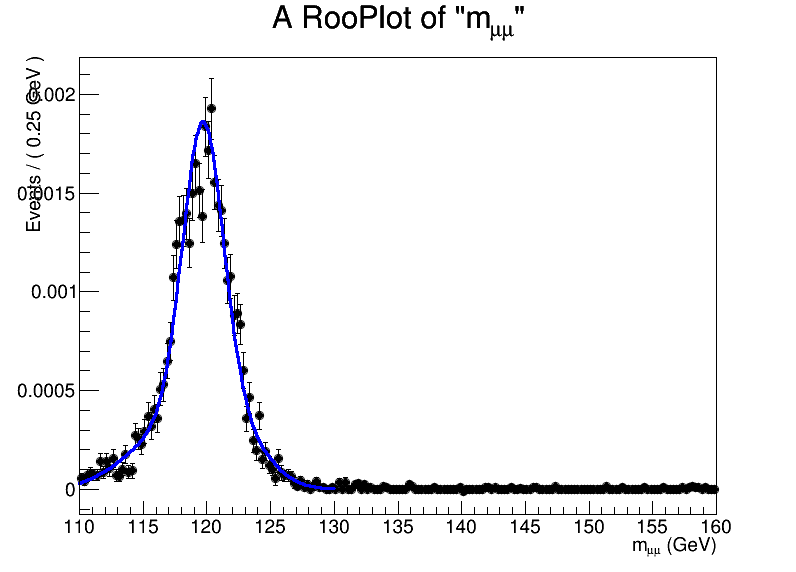 A RooPlot of "mμμ"
Events / ( 0.25 GeV )
0.002
0.0015
0.001
0.0005
0
110 115 120 125 130 135 140 145 150 155 160
mμμ (GeV)